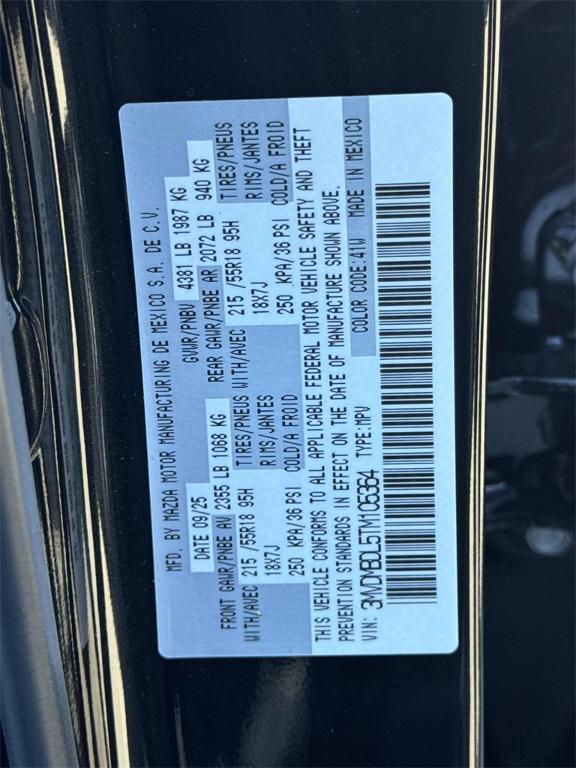 MFD. BY MAZDA MOTOR MANUFACTURING DE MEXICO S.A. DE C.V.
DATE 09/25 GVWR/PNBV 4381 LB 1987 KG
FRONT GAWR/PNBE AV 2355 LB 1068 KG REAR GAWR/PNBE AR 2072 LB 940 KG
WITH/AVEC 215 /55R18 95H TIRES/PNEUS WITH/AVEC 215 /55R18 95H TIRES/PNEUS
18X7J RIMS/JANTES 18X7J RIMS/JANTES
250 KPA/36 PSI COLD/A FROID 250 KPA/36 PSI COLD/A FROID
THIS VEHICLE CONFORMS TO ALL APPLICABLE FEDERAL MOTOR VEHICLE SAFETY AND THEFT
PREVENTION STANDARDS IN EFFECT ON THE DATE OF MANUFACTURE SHOWN ABOVE.
VIN: 3MVDMBDL5TM106364 TYPE:MPV COLOR CODE:41W MADE IN MEXICO